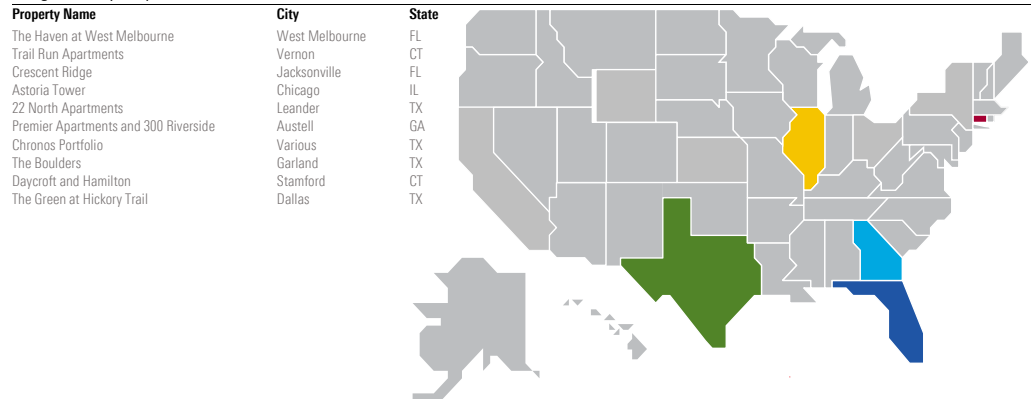 Property Name City State
The Haven at West Melbourne West Melbourne FL
Trail Run Apartments Vernon CT
Crescent Ridge Jacksonville FL
Astoria Tower Chicago IL
22 North Apartments Leander TX
Premier Apartments and 300 Riverside Austell GA
Chronos Portfolio Various TX
The Boulders Garland TX
Daycroft and Hamilton Stamford CT
The Green at Hickory Trail Dallas TX